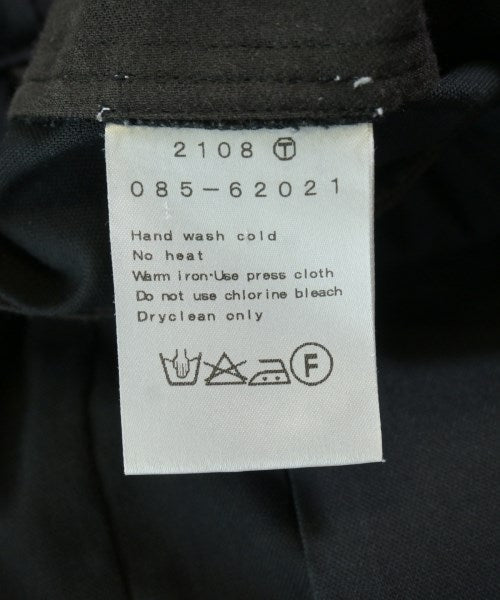 2108 Ⓣ
085-62021
Hand wash cold
No heat
Warm iron·Use press cloth
Do not use chlorine bleach
Dryclean only
F